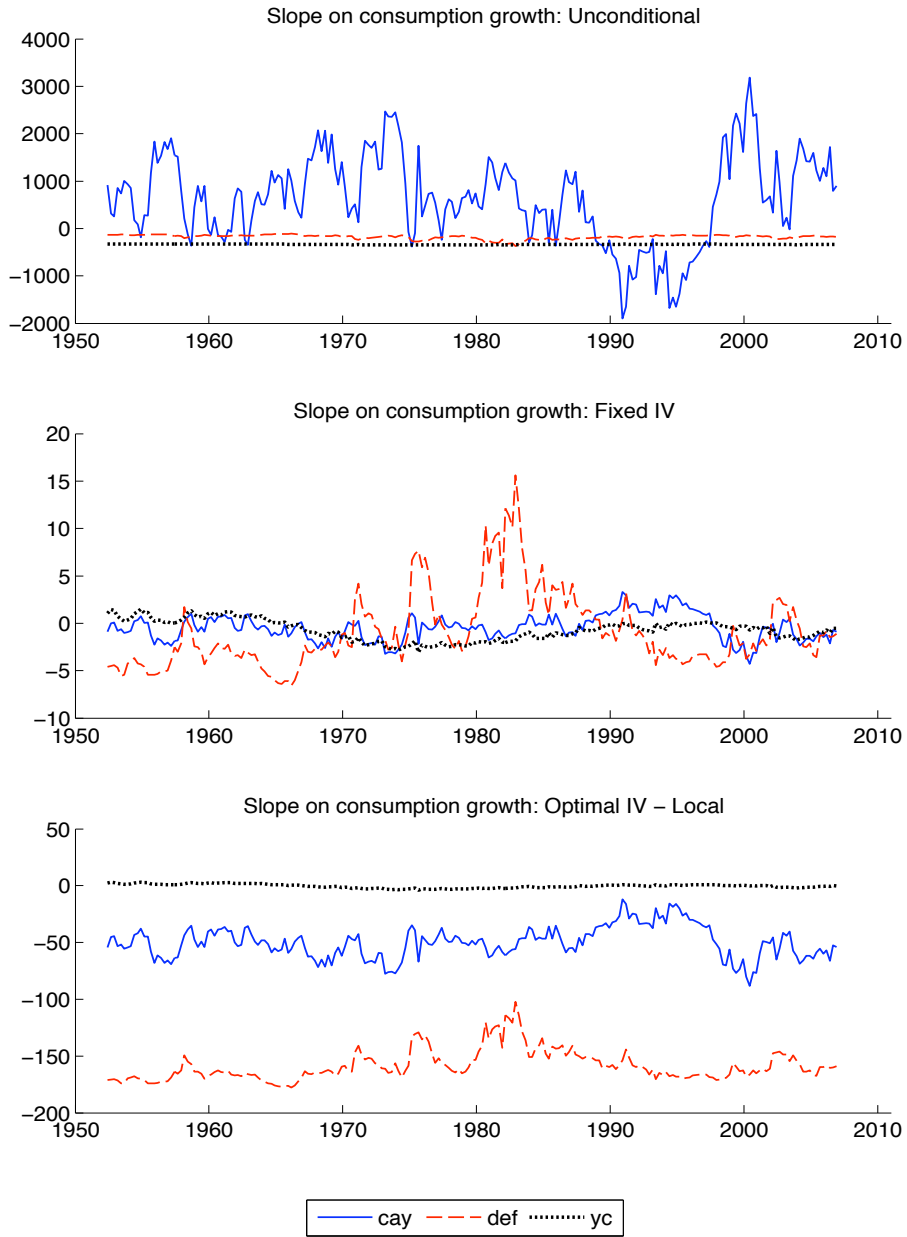 Slope on consumption growth: Unconditional
4000
3000
2000
1000
0
−1000
−2000
1950 1960 1970 1980 1990 2000 2010
Slope on consumption growth: Fixed IV
20
15
10
5
0
−5
−10
1950 1960 1970 1980 1990 2000 2010
Slope on consumption growth: Optimal IV − Local
50
0
−50
−100
−150
−200
1950 1960 1970 1980 1990 2000 2010
cay def yc